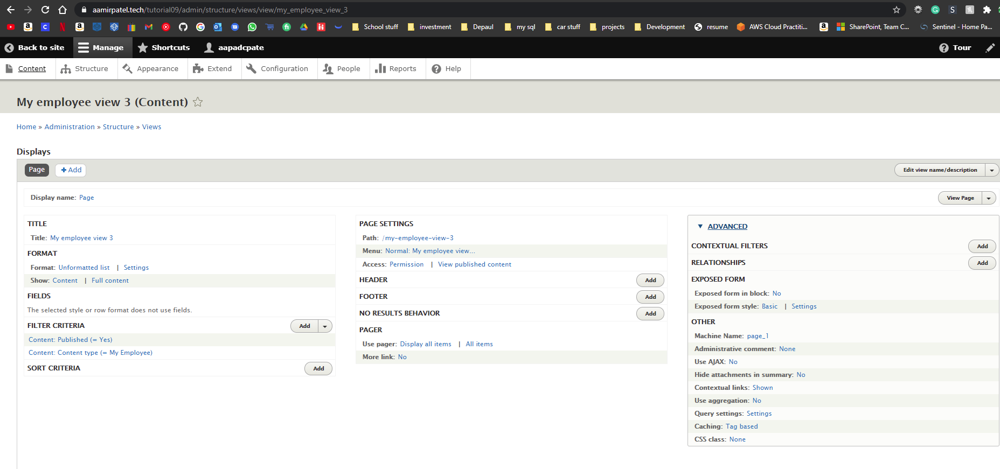 aamirpatel.tech/tutorial09/admin/structure/views/view/my_employee_view_3
School stuff investment Depaul my sql car stuff projects Development resume AWS Cloud Practiti... SharePoint, Team C... Sentinel - Home Pa...
Back to site Manage Shortcuts aapadcpate Tour
Content Structure Appearance Extend Configuration People Reports Help
My employee view 3 (Content)
Home » Administration » Structure » Views
Displays
Page + Add Edit view name/description
Display name: Page View Page
TITLE
Title: My employee view 3
FORMAT
Format: Unformatted list | Settings
Show: Content | Full content
FIELDS
The selected style or row format does not use fields.
FILTER CRITERIA Add
Content: Published (= Yes)
Content: Content type (= My Employee)
SORT CRITERIA Add
PAGE SETTINGS
Path: /my-employee-view-3
Menu: Normal: My employee view...
Access: Permission | View published content
HEADER Add
FOOTER Add
NO RESULTS BEHAVIOR Add
PAGER
Use pager: Display all items | All items
More link: No
ADVANCED
CONTEXTUAL FILTERS Add
RELATIONSHIPS Add
EXPOSED FORM
Exposed form in block: No
Exposed form style: Basic | Settings
OTHER
Machine Name: page_1
Administrative comment: None
Use AJAX: No
Hide attachments in summary: No
Contextual links: Shown
Use aggregation: No
Query settings: Settings
Caching: Tag based
CSS class: None